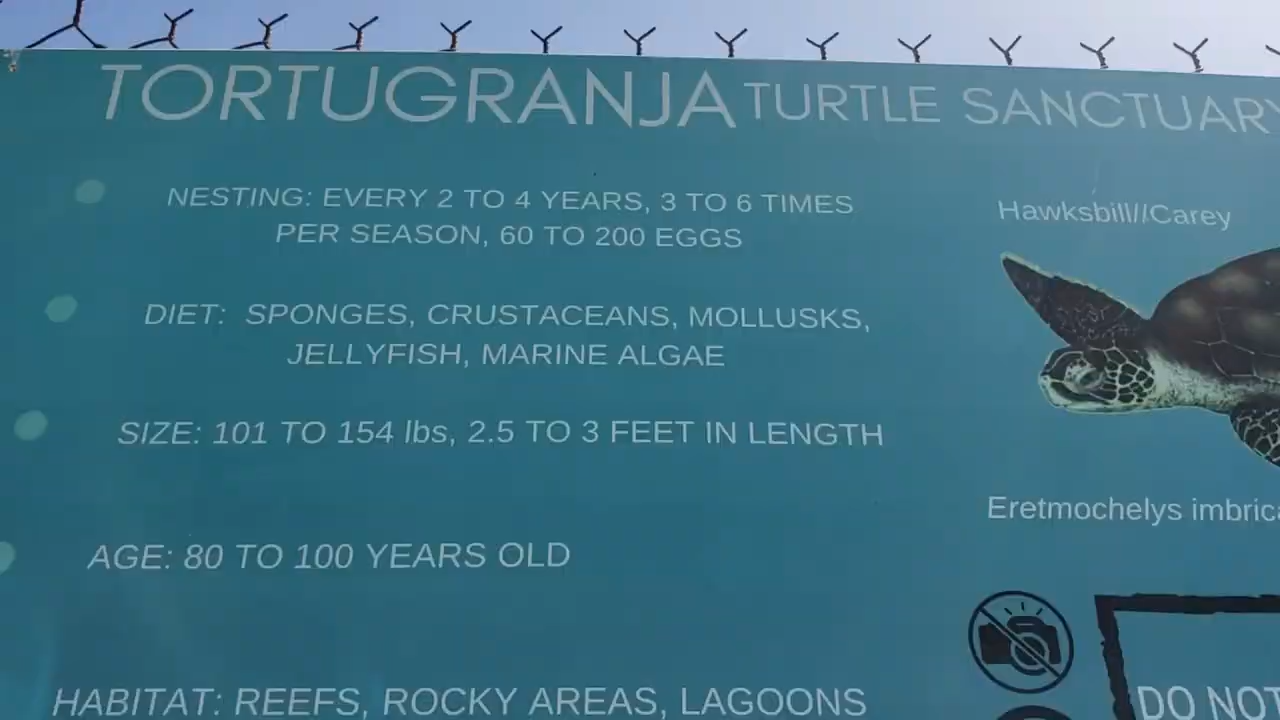 TORTUGRANJA TURTLE SANCTUARY
NESTING: EVERY 2 TO 4 YEARS, 3 TO 6 TIMES
PER SEASON, 60 TO 200 EGGS
Hawksbill//Carey
DIET: SPONGES, CRUSTACEANS, MOLLUSKS,
JELLYFISH, MARINE ALGAE
SIZE: 101 TO 154 lbs, 2.5 TO 3 FEET IN LENGTH
Eretmochelys
AGE: 80 TO 100 YEARS OLD
HABITAT: REEFS, ROCKY AREAS, LAGOONS
DO NOT